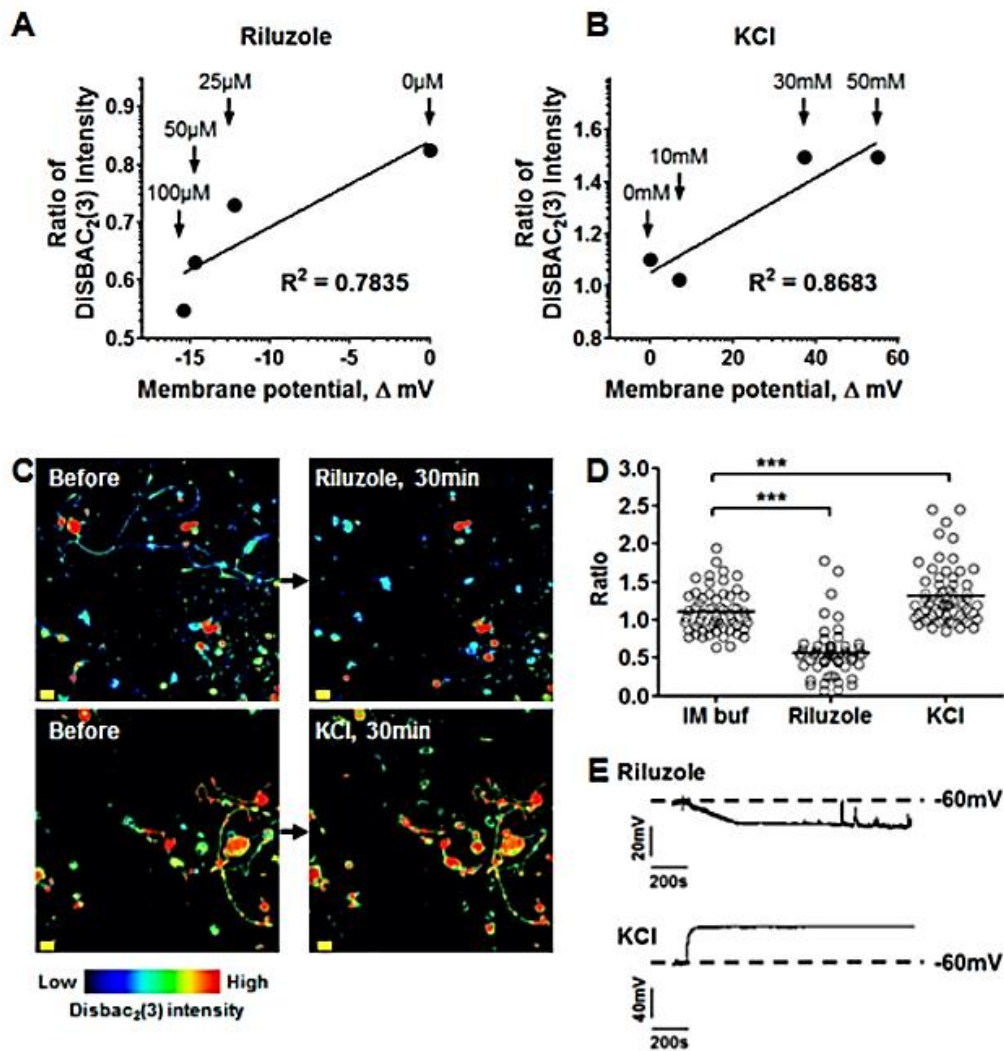 A
Riluzole
Ratio of
DISBAC₂(3) Intensity
0.9
0.8
0.7
0.6
0.5
25µM
0µM
50µM
100µM
R² = 0.7835
-15
-10
-5
0
Membrane potential, Δ mV
B
KCl
Ratio of
DISBAC₂(3) Intensity
1.6
1.4
1.2
1.0
0.8
30mM
50mM
10mM
0mM
R² = 0.8683
0
20
40
60
Membrane potential, Δ mV
C
Before
Riluzole, 30min
Before
KCl, 30min
Low
High
Disbac₂(3) intensity
D
Ratio
3.0
2.5
2.0
1.5
1.0
0.5
0.0
***
***
IM buf
Riluzole
KCl
E
Riluzole
-60mV
20mV
200s
KCl
-60mV
40mV
200s